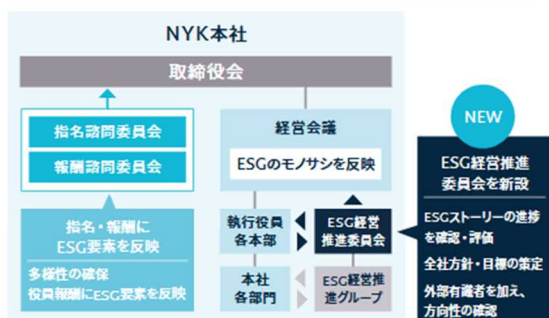 NYK本社
取締役会
指名諮問委員会
報酬諮問委員会
指名・報酬に
ESG要素を反映
多様性の確保
役員報酬にESG要素を反映
経営会議
ESGのモノサシを反映
執行役員
各本部
ESG経営
推進委員会
本社
各部門
ESG経営推
進グループ
NEW
ESG経営推進
委員会を新設
ESGストーリーの進捗
を確認・評価
全社方針・目標の策定
外部有識者を加え、
方向性の確認